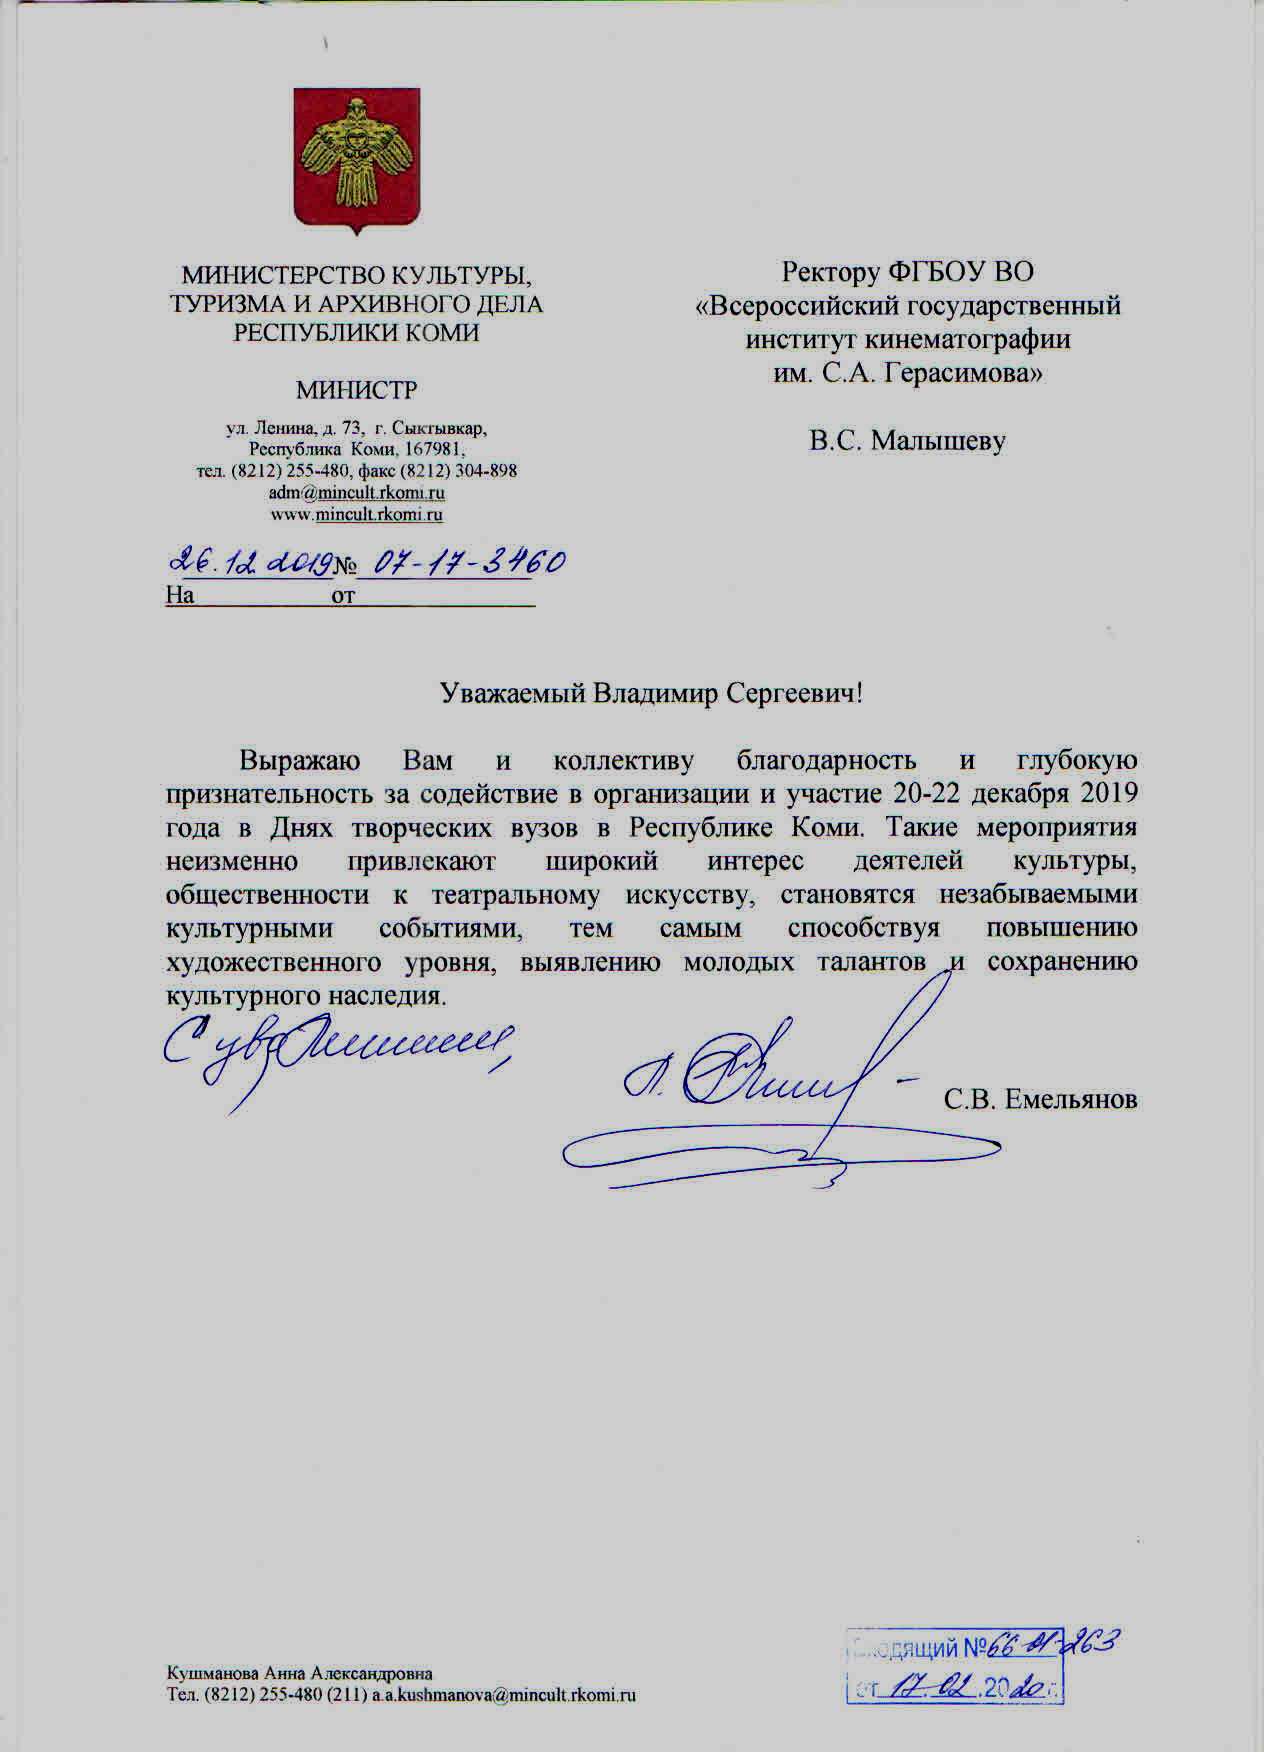 МИНИСТЕРСТВО КУЛЬТУРЫ,
ТУРИЗМА И АРХИВНОГО ДЕЛА
РЕСПУБЛИКИ КОМИ
МИНИСТР
ул. Ленина, д. 73, г. Сыктывкар,
Республика Коми, 167981,
тел. (8212) 255-480, факс (8212) 304-898
adm@mincult.rkomi.ru
www.mincult.rkomi.ru
26.12 2019 № 07-17-3460
На от
Ректору ФГБОУ ВО
«Всероссийский государственный
институт кинематографии
им. С.А. Герасимова»
В.С. Малышеву
Уважаемый Владимир Сергеевич!
Выражаю Вам и коллективу благодарность и глубокую
признательность за содействие в организации и участие 20-22 декабря 2019
года в Днях творческих вузов в Республике Коми. Такие мероприятия
неизменно привлекают широкий интерес деятелей культуры,
общественности к театральному искусству, становятся незабываемыми
культурными событиями, тем самым способствуя повышению
художественного уровня, выявлению молодых талантов и сохранению
культурного наследия.
С уважением,
С.В. Емельянов
Кушманова Анна Александровна
Тел. (8212) 255-480 (211) a.a.kushmanova@mincult.rkomi.ru
Входящий № 66-01-263
от 17.02.2020 г.